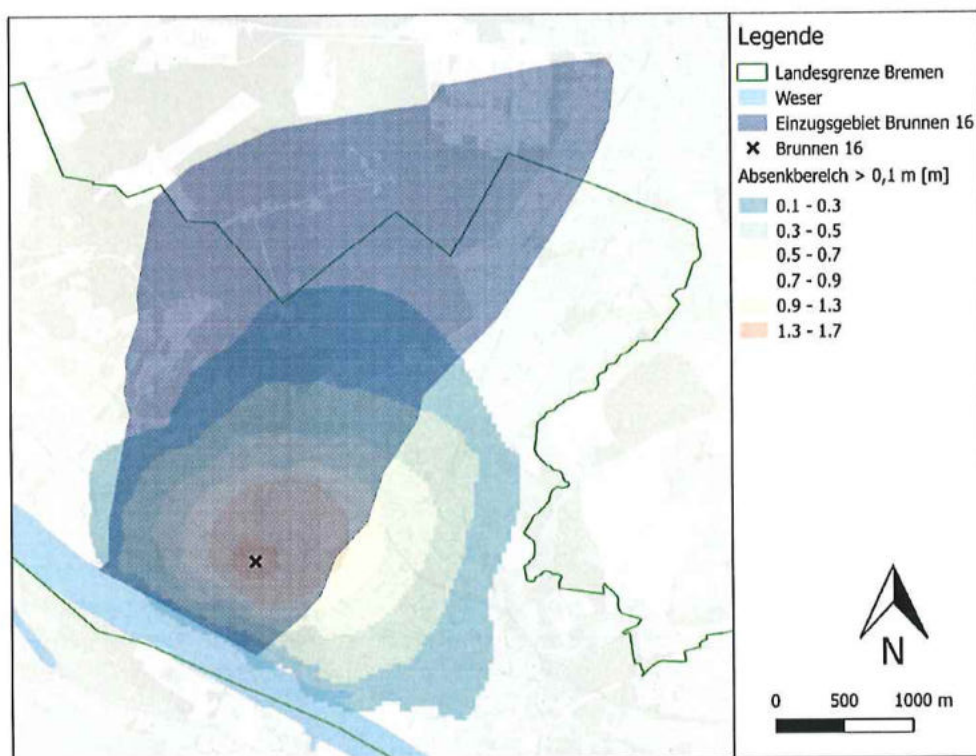 Legende
Landesgrenze Bremen
Weser
Einzugsgebiet Brunnen 16
Brunnen 16
Absenkbereich > 0,1 m [m]
0.1 - 0.3
0.3 - 0.5
0.5 - 0.7
0.7 - 0.9
0.9 - 1.3
1.3 - 1.7
N
0 500 1000 m